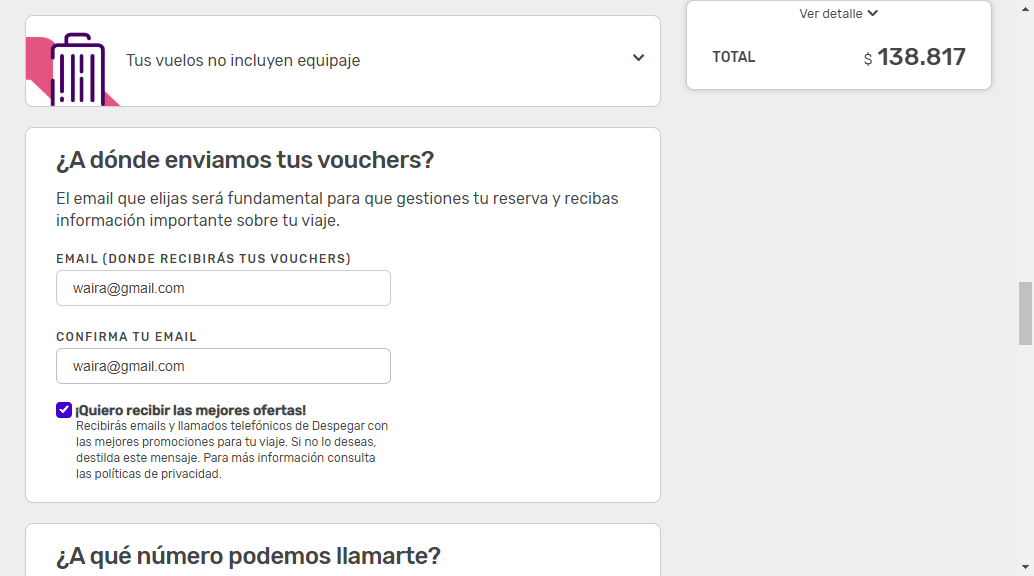 Tus vuelos no incluyen equipaje
Ver detalle
TOTAL $ 138.817
¿A dónde enviamos tus vouchers?
El email que elijas será fundamental para que gestiones tu reserva y recibas
información importante sobre tu viaje.
EMAIL (DONDE RECIBIRÁS TUS VOUCHERS)
waira@gmail.com
CONFIRMA TU EMAIL
waira@gmail.com
¡Quiero recibir las mejores ofertas!
Recibirás emails y llamados telefónicos de Despegar con
las mejores promociones para tu viaje. Si no lo deseas,
destilda este mensaje. Para más información consulta
las políticas de privacidad.
¿A qué número podemos llamarte?